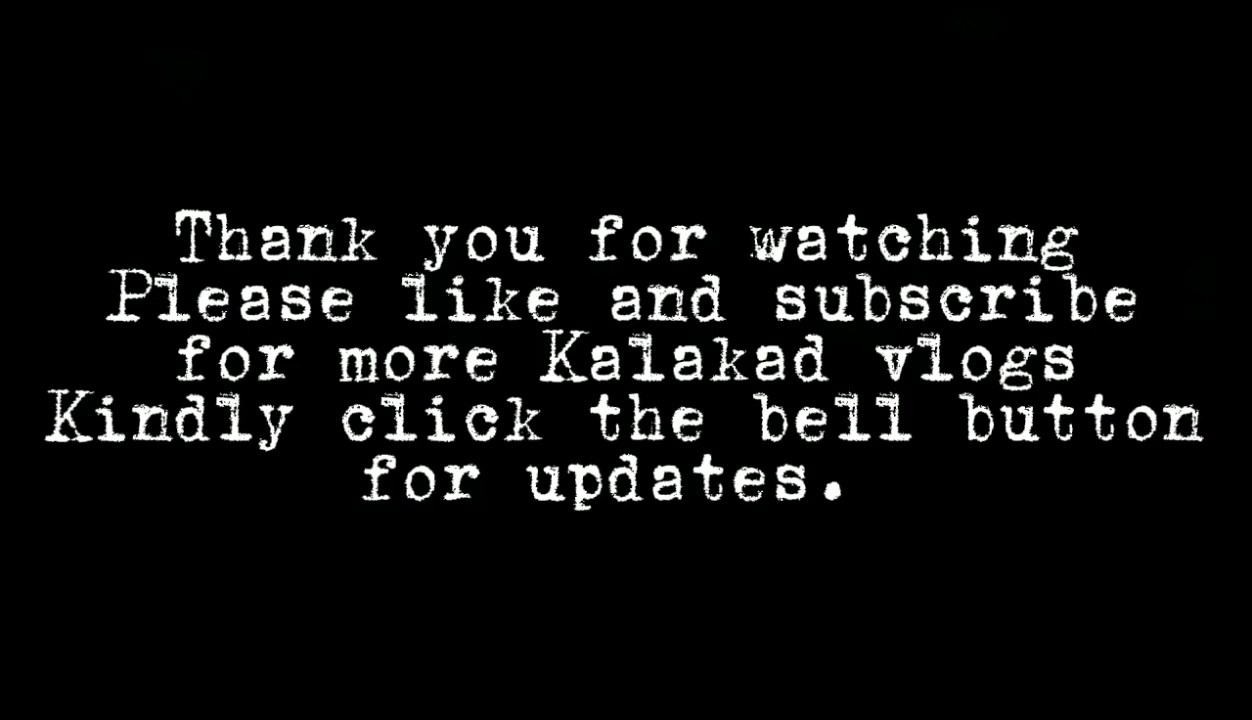 Thank you for watching
Please like and subscribe
for more Kalakad vlogs
Kindly click the bell button
for updates.